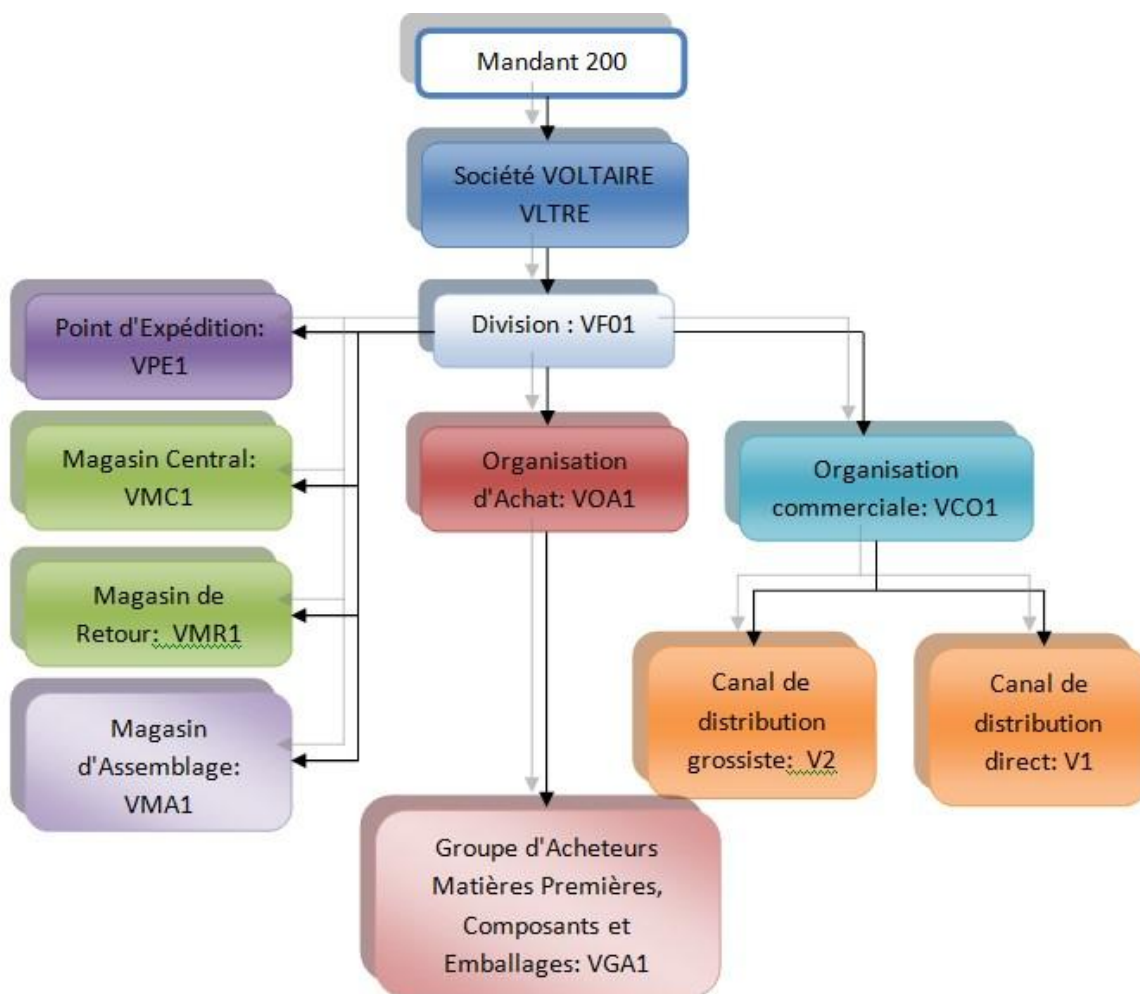 Mandant 200
Société VOLTAIRE
VLTRE
Division : VF01
Point d'Expédition:
VPE1
Magasin Central:
VMC1
Magasin de
Retour: VMR1
Magasin
d'Assemblage:
VMA1
Organisation
d'Achat: VOA1
Groupe d'Acheteurs
Matières Premières,
Composants et
Emballages: VGA1
Organisation
commerciale: VCO1
Canal de
distribution
grossiste: V2
Canal de
distribution
direct: V1